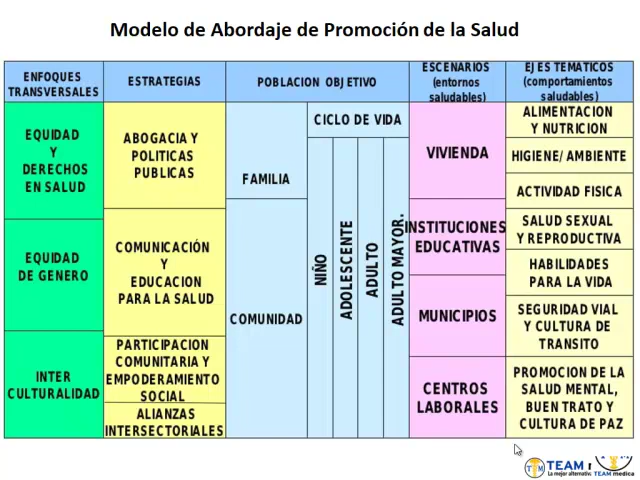 Modelo de Abordaje de Promoción de la Salud
ENFOQUES
TRANSVERSALES
ESTRATEGIAS
POBLACION OBJETIVO
ESCENARIOS
(entornos
saludables)
EJES TEMATICOS
(comportamientos
saludables)
EQUIDAD
Y
DERECHOS
EN SALUD
EQUIDAD
DE GENERO
INTER
CULTURALIDAD
ABOGACIA Y
POLITICAS
PUBLICAS
COMUNICACIÓN
Y
EDUCACION
PARA LA SALUD
PARTICIPACION
COMUNITARIA Y
EMPODERAMIENTO
SOCIAL
ALIANZAS
INTERSECTORIALES
FAMILIA
COMUNIDAD
CICLO DE VIDA
NIÑO
ADOLESCENTE
ADULTO
ADULTO MAYOR.
VIVIENDA
INSTITUCIONES
EDUCATIVAS
MUNICIPIOS
CENTROS
LABORALES
ALIMENTACION
Y NUTRICION
HIGIENE/ AMBIENTE
ACTIVIDAD FISICA
SALUD SEXUAL
Y REPRODUCTIVA
HABILIDADES
PARA LA VIDA
SEGURIDAD VIAL
Y CULTURA DE
TRANSITO
PROMOCION DE LA
SALUD MENTAL,
BUEN TRATO Y
CULTURA DE PAZ
TEAM
La mejor alternativa
TEAM medica